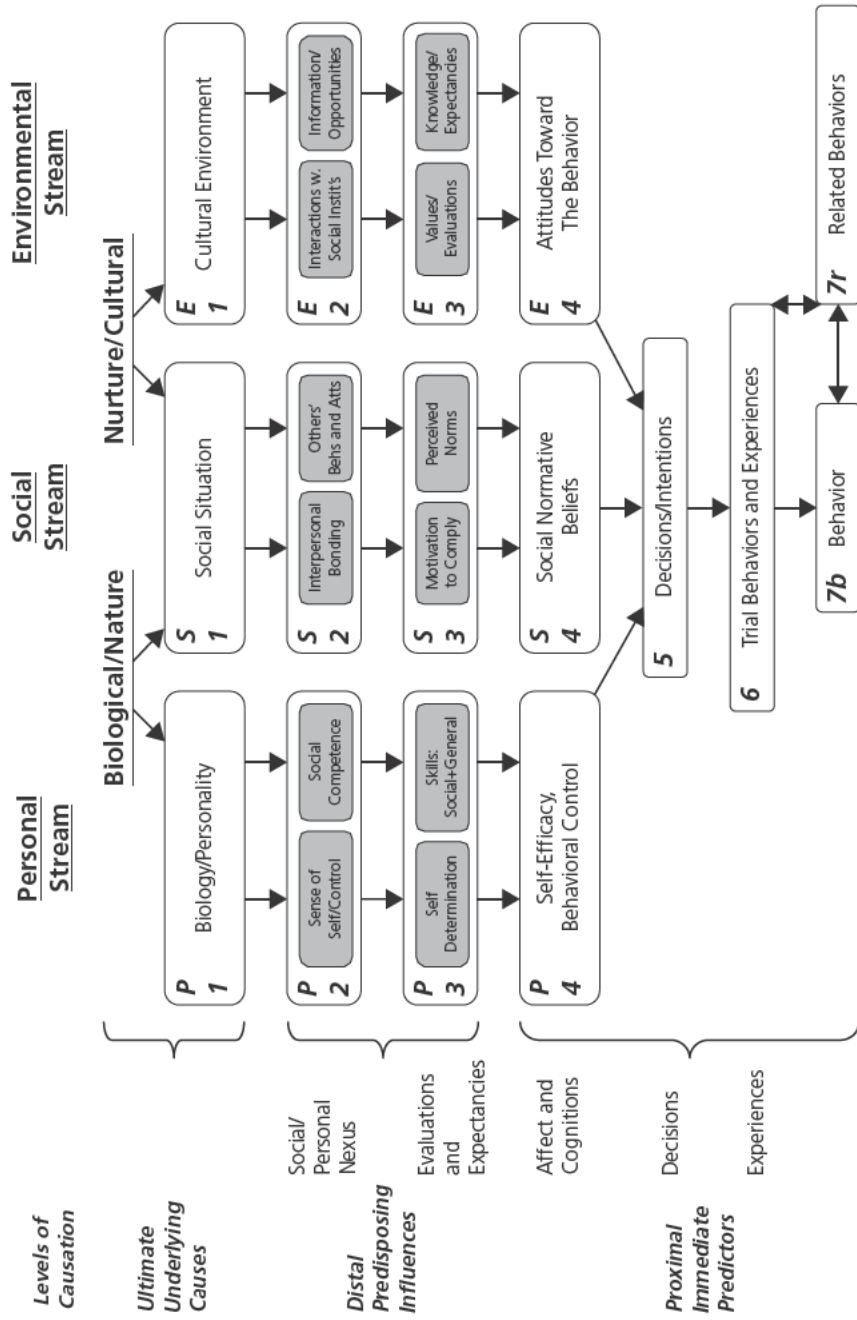 Levels of
Causation
Personal
Stream
Social
Stream
Environmental
Stream
Biological/Nature
Nurture/Cultural
Ultimate
Underlying
Causes
P
1
Biology/Personality
S
1
Social Situation
E
1
Cultural Environment
Distal
Predisposing
Influences
Social/
Personal
Nexus
P
2
Sense of
Self/Control
Social
Competence
S
2
Interpersonal
Bonding
Others'
Behs and Atts
E
2
Interactions w.
Social Instit's
Information/
Opportunities
Evaluations
and
Expectancies
P
3
Self
Determination
Skills:
Social+General
S
3
Motivation
to Comply
Perceived
Norms
E
3
Values/
Evaluations
Knowledge/
Expectancies
Proximal
Immediate
Predictors
Affect and
Cognitions
P
4
Self-Efficacy,
Behavioral Control
S
4
Social Normative
Beliefs
E
4
Attitudes Toward
The Behavior
Decisions
5
Decisions/Intentions
Experiences
6
Trial Behaviors and Experiences
7b
Behavior
7r
Related Behaviors